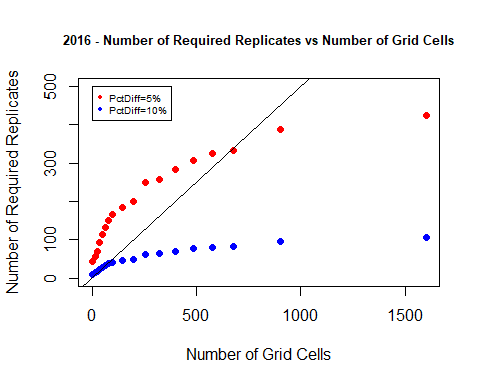 2016 - Number of Required Replicates vs Number of Grid Cells
Number of Required Replicates
500
300
100
0
PctDiff=5%
PctDiff=10%
0
500
1000
1500
Number of Grid Cells